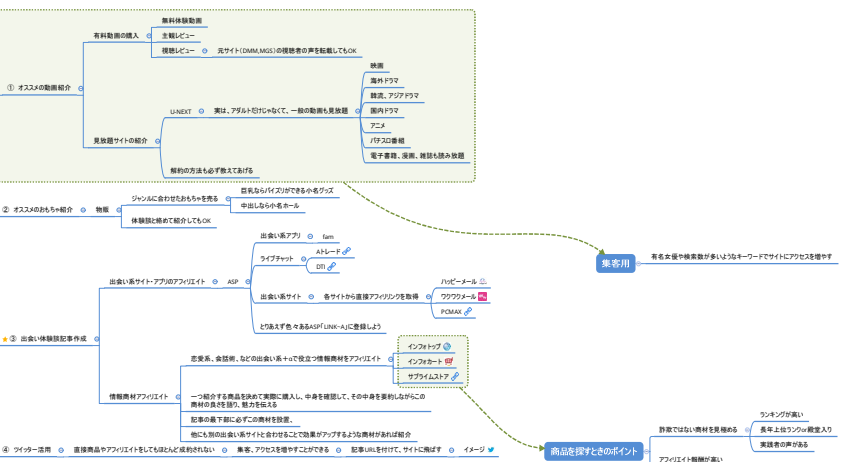 無料体験動画
有料動画の購入
主観レビュー
視聴レビュー
元サイト(DMM,MGS)の視聴者の声を転載してもOK
① オススメの動画紹介
映画
海外ドラマ
韓流、アジアドラマ
U-NEXT
実は、アダルトだけじゃなくて、一般の動画も見放題
国内ドラマ
アニメ
見放題サイトの紹介
パチスロ番組
電子書籍、漫画、雑誌も読み放題
解約の方法も必ず教えてあげる
② オススメのおもちゃ紹介
物販
ジャンルに合わせたおもちゃを売る
巨乳ならパイズリができる小名グッズ
中出しなら小名ホール
体験談と絡めて紹介してもOK
集客用
有名女優や検索数が多いようなキーワードでサイトにアクセスを増やす
③ 出会い体験談記事作成
出会い系サイト・アプリのアフィリエイト
ASP
出会い系アプリ
fam
ライブチャット
Aトレード
DTI
出会い系サイト
各サイトから直接アフィリリンクを取得
ハッピーメール
ワクワクメール
PCMAX
とりあえず色々あるASP「LINK-A」に登録しよう
情報商材アフィリエイト
恋愛系、会話術、などの出会い系+αで役立つ情報商材をアフィリエイト
インフォトップ
インフォカート
サブライムストア
一つ紹介する商品を決めて実際に購入し、中身を確認して、その中身を要約しながらこの
商材の良さを語り、魅力を伝える
記事の最下部に必ずこの商材を設置、
他にも別の出会い系サイトと合わせることで効果がアップするような商材があれば紹介
④ ツイッター活用
直接商品やアフィリエイトをしてもほとんど成約されない
集客、アクセスを増やすことができる
記事URLを付けて、サイトに飛ばす
イメージ
商品を探すときのポイント
詐欺ではない商材を見極める
ランキングが高い
長年上位ランクor殿堂入り
実践者の声がある
アフィリエイト報酬が高い